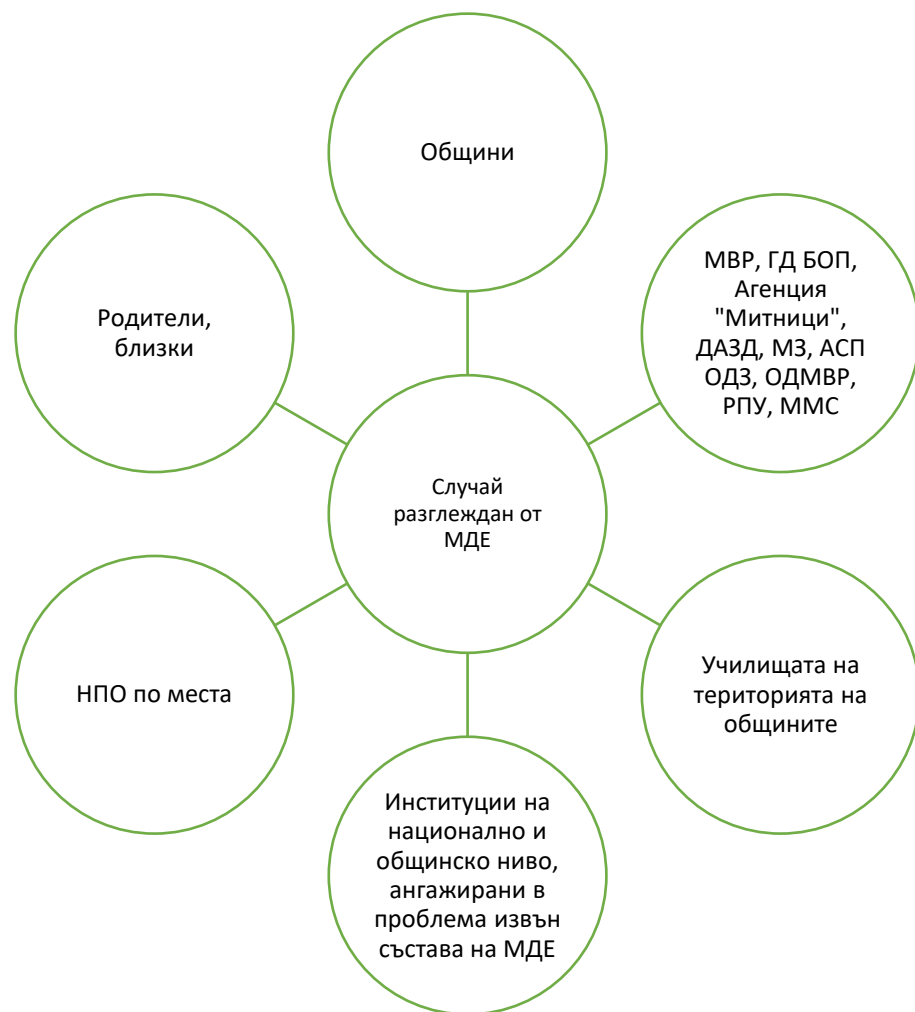 Общини
МВР, ГД БОП,
Агенция
"Митници",
ДАЗД, МЗ, АСП
ОДЗ, ОДМВР,
РПУ, ММС
Родители,
близки
Случай
разглеждан от
МДЕ
Училищата на
територията на
общините
НПО по места
Институции на
национално и
общинско ниво,
ангажирани в
проблема извън
състава на МДЕ